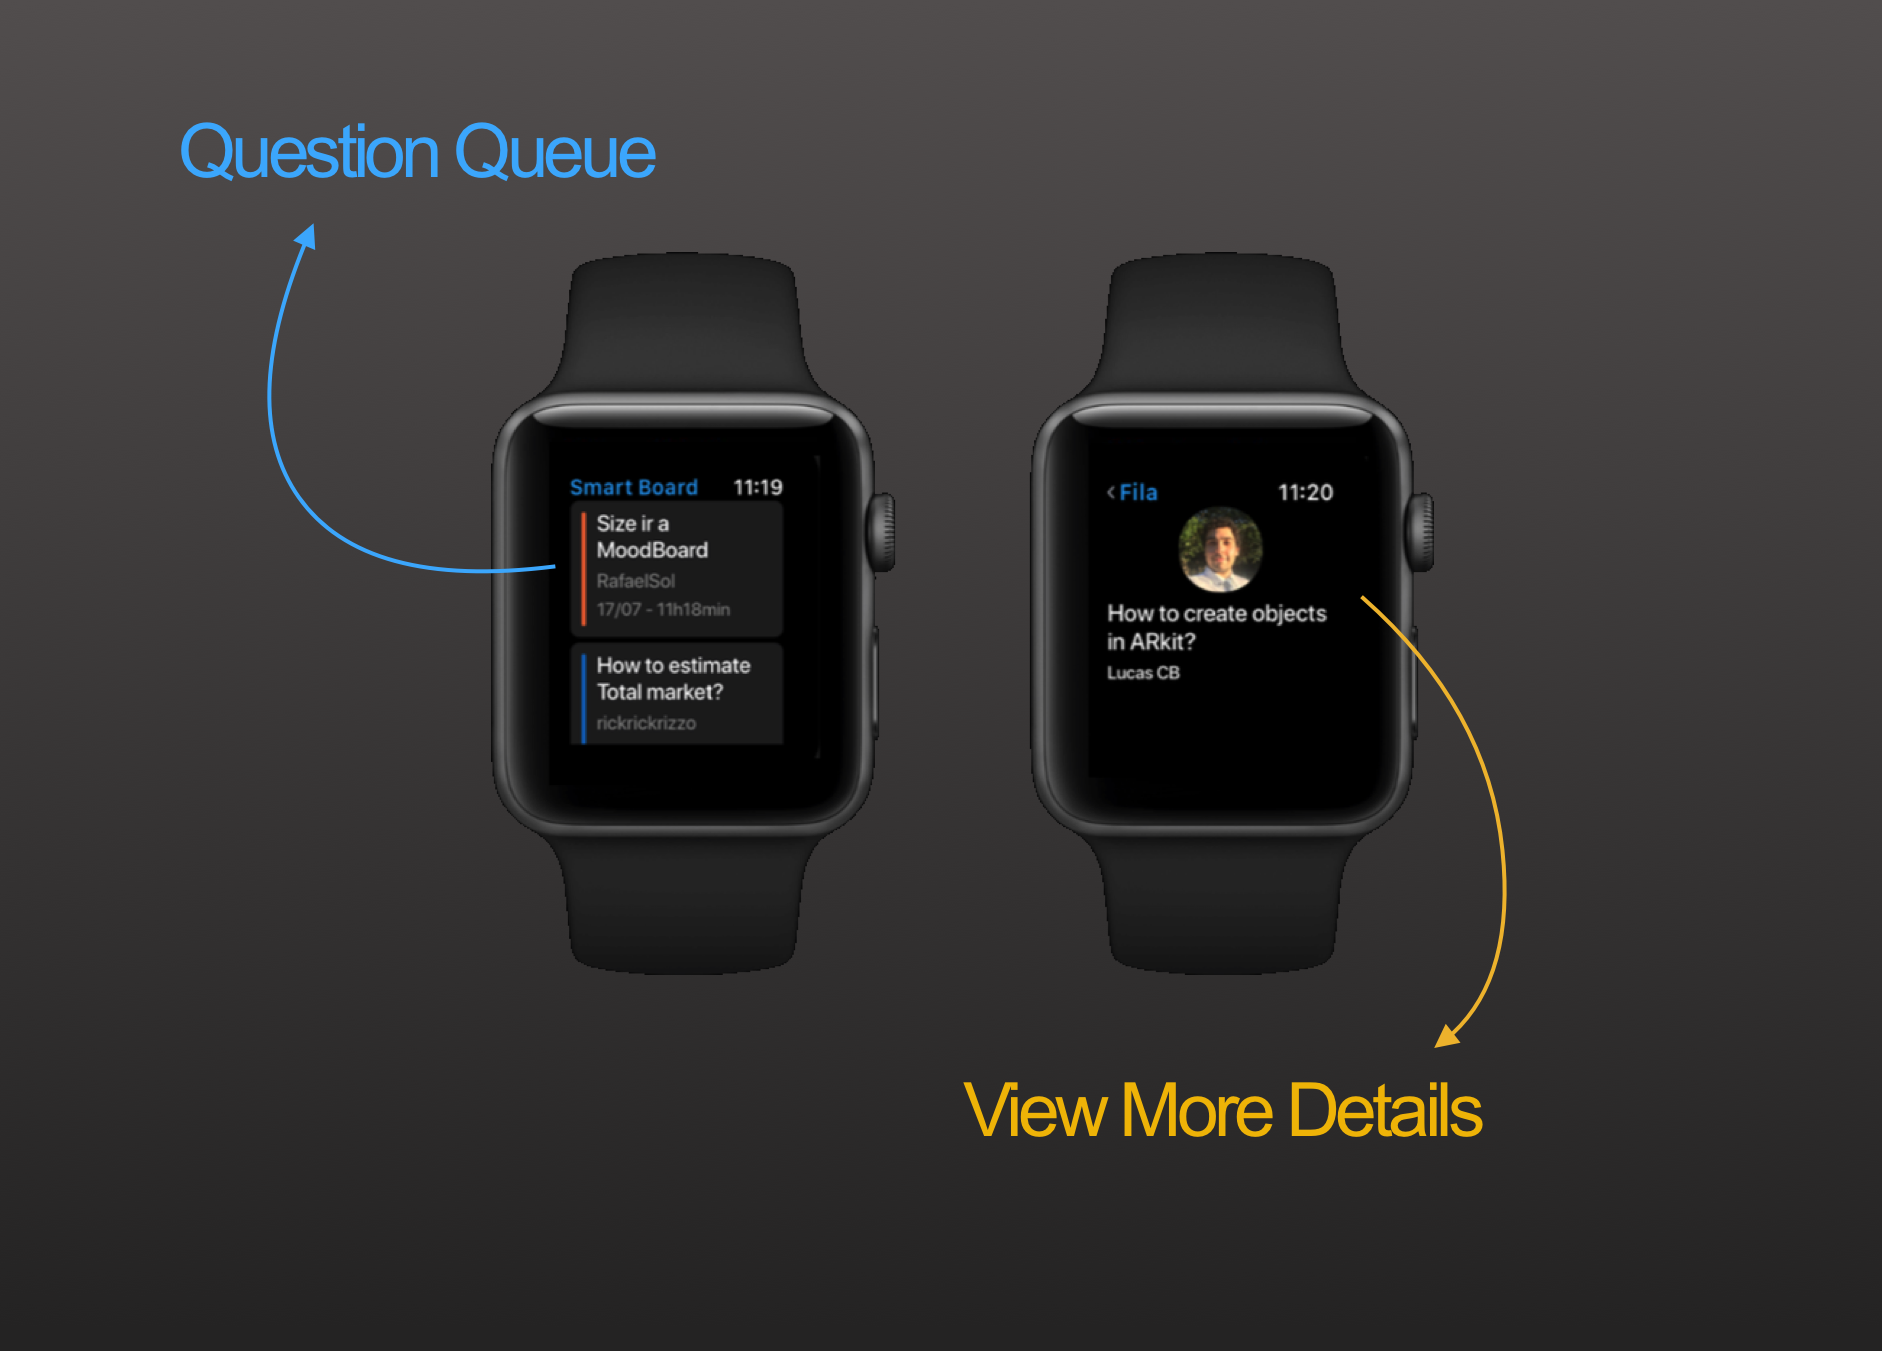 Question Queue
Smart Board 11:19
Size ir a
MoodBoard
RafaelSol
17/07 - 11h18min
How to estimate
Total market?
rickrickrizzo
< Fila 11:20
How to create objects
in ARkit?
Lucas CB
View More Details